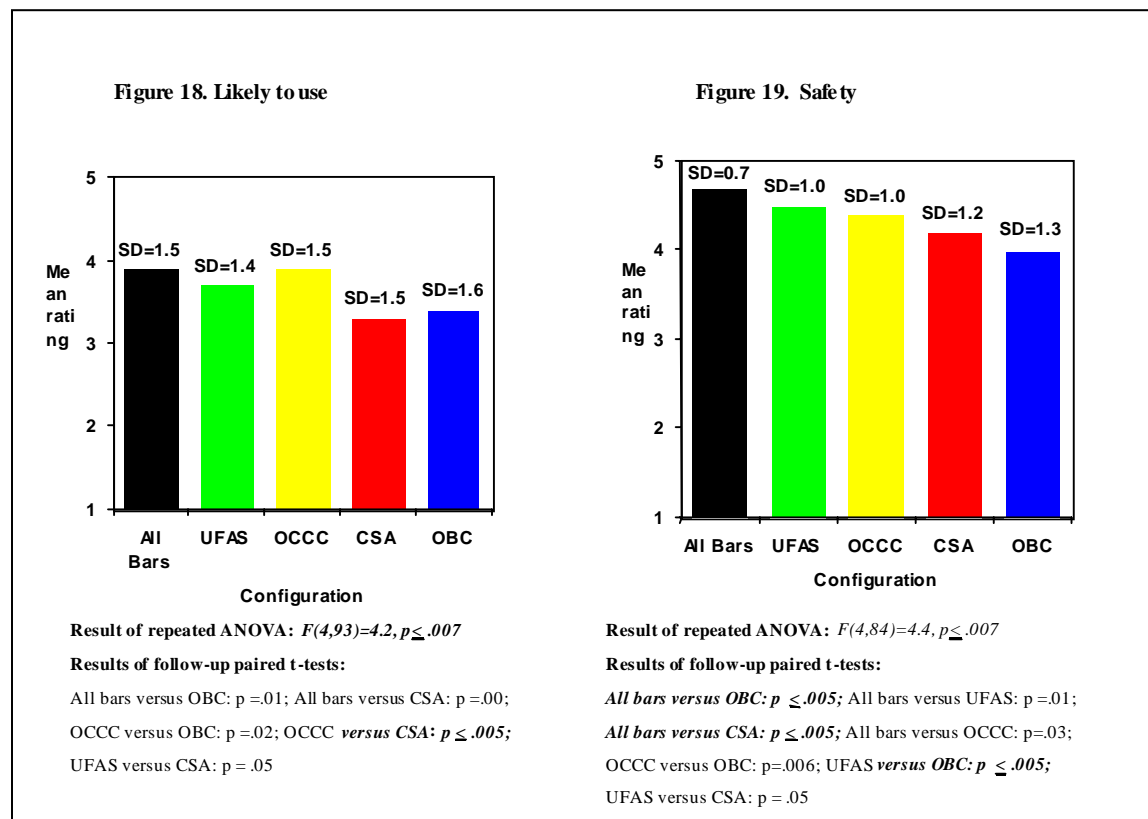 Figure 18. Likely to use
5
4
3
2
1
Me
an
rati
ng
SD=1.5
SD=1.4
SD=1.5
SD=1.5
SD=1.6
All
Bars
UFAS
OCCC
CSA
OBC
Configuration
Result of repeated ANOVA: F(4,93)=4.2, p≤ .007
Results of follow-up paired t-tests:
All bars versus OBC: p =.01; All bars versus CSA: p =.00;
OCCC versus OBC: p =.02; OCCC versus CSA: p ≤ .005;
UFAS versus CSA: p = .05
Figure 19. Safety
5
4
3
2
1
Me
an
rati
ng
SD=0.7
SD=1.0
SD=1.0
SD=1.2
SD=1.3
All Bars
UFAS
OCCC
CSA
OBC
Configuration
Result of repeated ANOVA: F(4,84)=4.4, p≤ .007
Results of follow-up paired t-tests:
All bars versus OBC: p ≤.005; All bars versus UFAS: p =.01;
All bars versus CSA: p ≤.005; All bars versus OCCC: p=.03;
OCCC versus OBC: p=.006; UFAS versus OBC: p ≤ .005;
UFAS versus CSA: p = .05